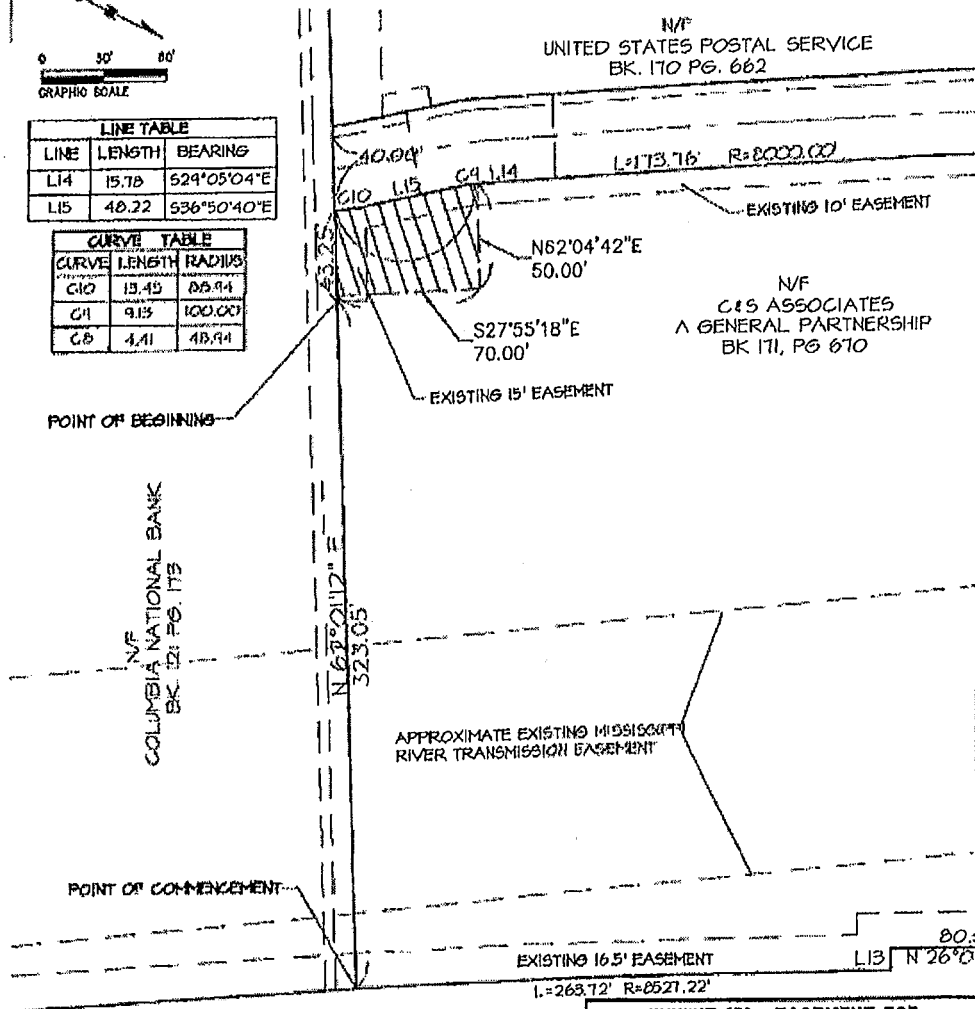 0 30' 80'
GRAPHIC SCALE
LINE TABLE
LINE LENGTH BEARING
L14 15.78 S29°05'04"E
L15 48.22 S36°50'40"E
CURVE TABLE
CURVE LENGTH RADIUS
C10 100.00
C9 9.13
C8 4.41 48.94
N/F
UNITED STATES POSTAL SERVICE
BK. 170 PG. 662
40.00'
C10 L15 C9 L14
L=173.76' R=8000.00'
EXISTING 10' EASEMENT
N62°04'42"E
50.00'
S27°55'18"E
70.00'
N/F
C&S ASSOCIATES
A GENERAL PARTNERSHIP
BK 171, PG 670
EXISTING 15' EASEMENT
POINT OF BEGINNING
N/F
COLUMBIA NATIONAL BANK
BK. 121 PG. 173
323.05
APPROXIMATE EXISTING MISSISSIPPI
RIVER TRANSMISSION EASEMENT
POINT OF COMMENCEMENT
EXISTING 16.5' EASEMENT
L13
L=263.72' R=8527.22'